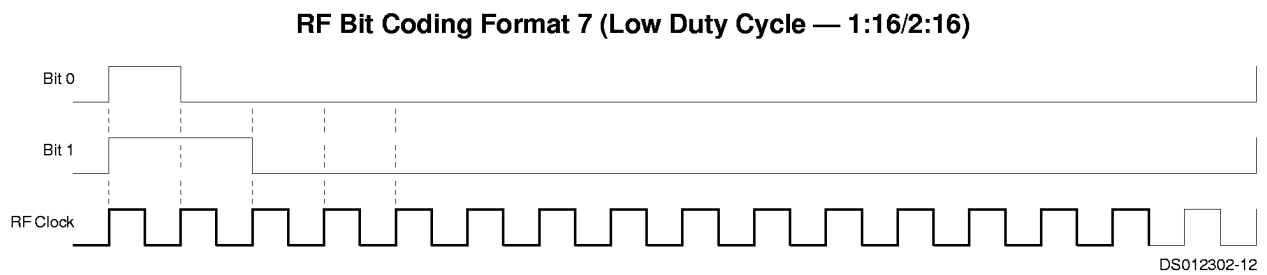 RF Bit Coding Format 7 (Low Duty Cycle — 1:16/2:16)
Bit 0
Bit 1
RF Clock
DS012302-12